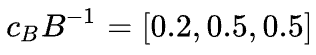 $c_B B^{-1} = [0.2, 0.5, 0.5]$